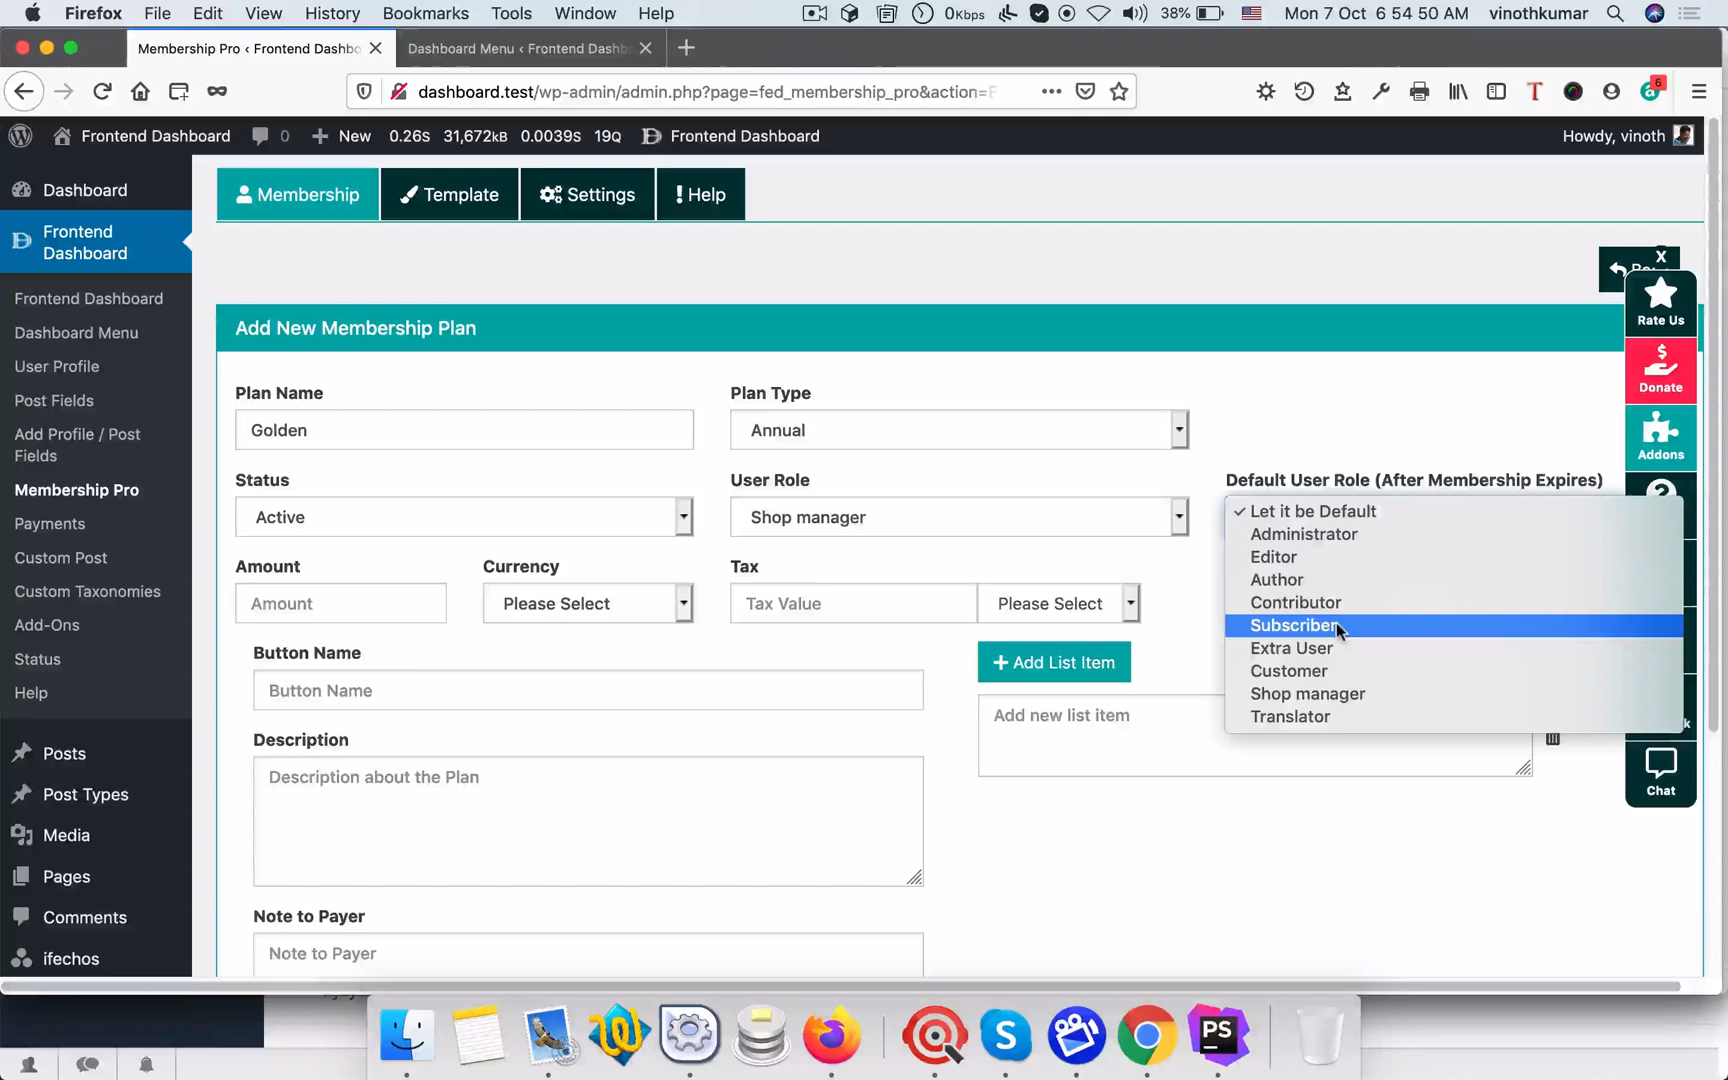 Firefox File Edit View History Bookmarks Tools Window Help 0Kbps 38% Mon 7 Oct 6 54 50 AM vinothkumar
Membership Pro ‹ Frontend Dashbo
Dashboard Menu ‹ Frontend Dashb
dashboard.test/wp-admin/admin.php?page=fed_membership_pro&action=
6
Frontend Dashboard 0 New 0.26S 31,672kB 0.0039S 19Q Frontend Dashboard Howdy, vinoth
Dashboard
Frontend
Dashboard
Frontend Dashboard
Dashboard Menu
User Profile
Post Fields
Add Profile / Post
Fields
Membership Pro
Payments
Custom Post
Custom Taxonomies
Add-Ons
Status
Help
Posts
Post Types
Media
Pages
Comments
ifechos
Membership Template Settings Help
X
Rate Us
Donate
Addons
Chat
Add New Membership Plan
Plan Name
Golden
Plan Type
Annual
Status
Active
User Role
Shop manager
Default User Role (After Membership Expires)
Let it be Default
Administrator
Editor
Author
Contributor
Subscriber
Extra User
Customer
Shop manager
Translator
Amount
Amount
Currency
Please Select
Tax
Tax Value
Please Select
Button Name
Button Name
Add List Item
Add new list item
Description
Description about the Plan
Note to Payer
Note to Payer
PS